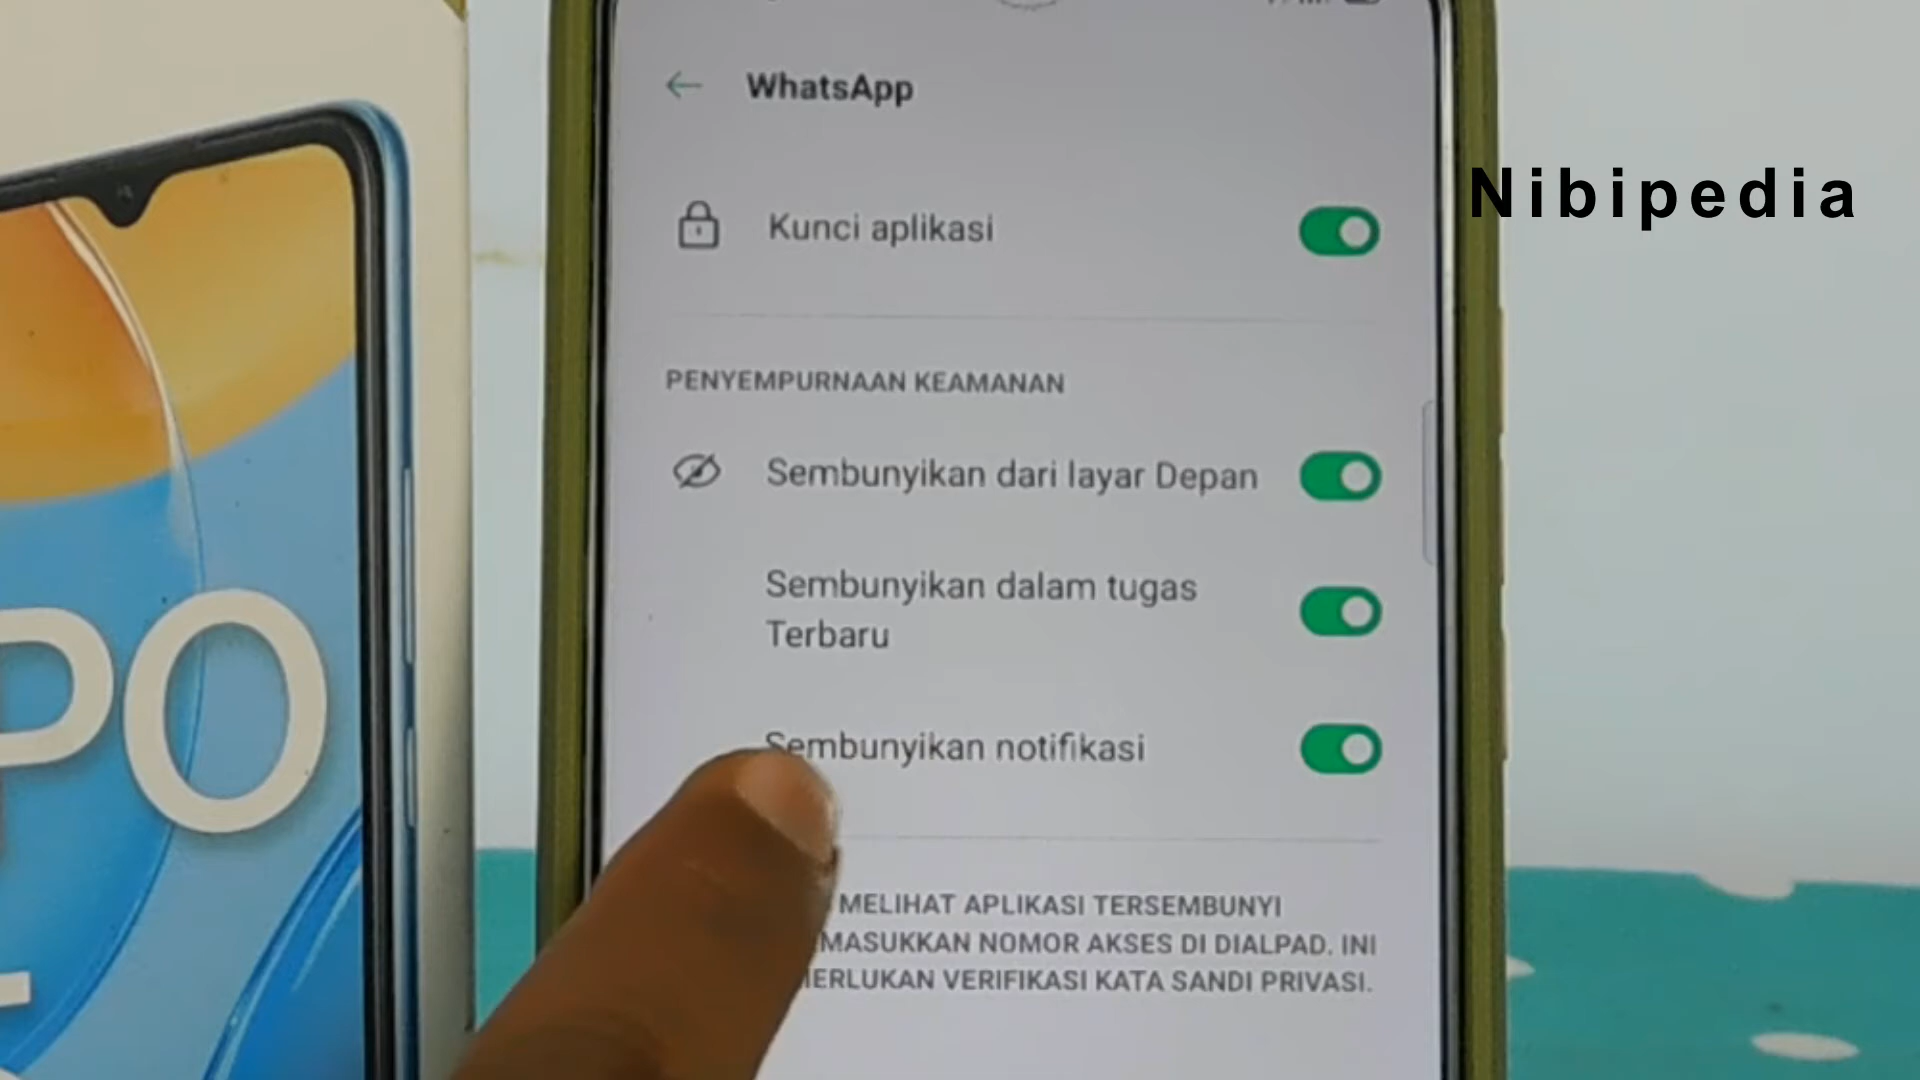 WhatsApp
Nibipedia
Kunci aplikasi
PENYEMPURNAAN KEAMANAN
Sembunyikan dari layar Depan
Sembunyikan dalam tugas
Terbaru
Sembunyikan notifikasi
PO
MELIHAT APLIKASI TERSEMBUNYI
MASUKKAN NOMOR AKSES DI DIALPAD. INI
ERLUKAN VERIFIKASI KATA SANDI PRIVASI.